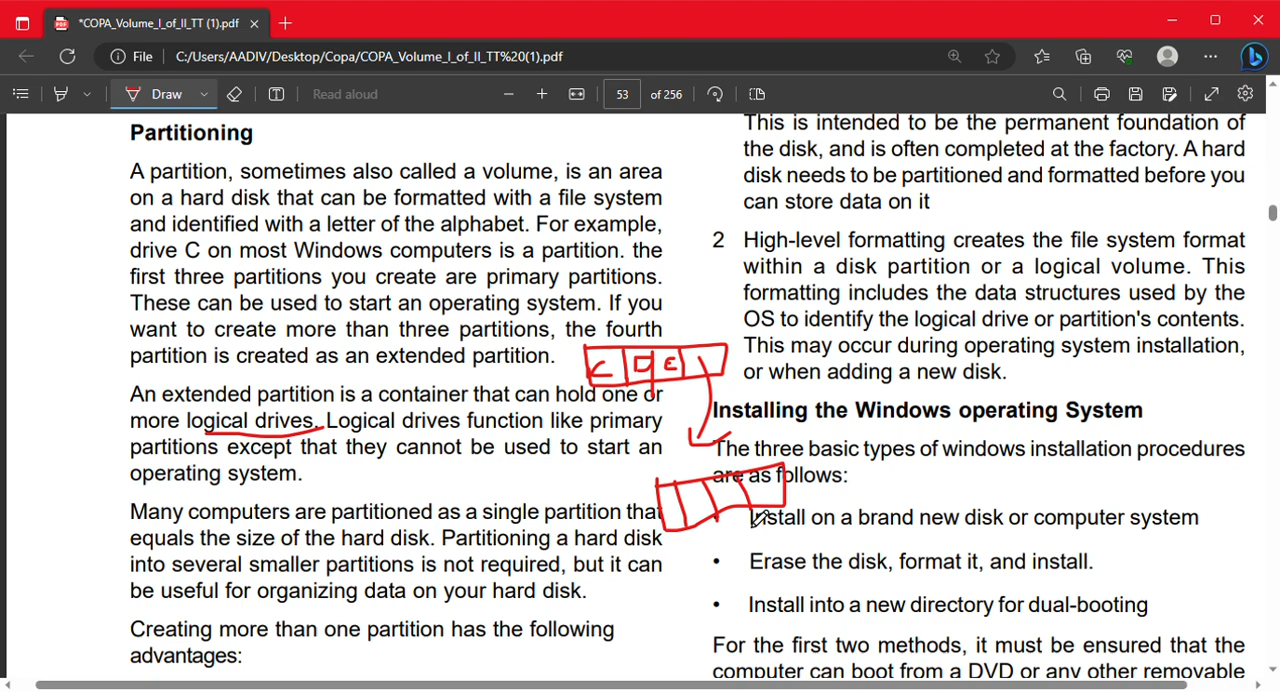 *COPA_Volume_I_of_II_TT (1).pdf
File
C:/Users/AADIV/Desktop/Copa/COPA_Volume_I_of_II_TT%20(1).pdf
Draw
Read aloud
53 of 256
Partitioning
A partition, sometimes also called a volume, is an area
on a hard disk that can be formatted with a file system
and identified with a letter of the alphabet. For example,
drive C on most Windows computers is a partition. the
first three partitions you create are primary partitions.
These can be used to start an operating system. If you
want to create more than three partitions, the fourth
partition is created as an extended partition.
An extended partition is a container that can hold one or
more logical drives. Logical drives function like primary
partitions except that they cannot be used to start an
operating system.
Many computers are partitioned as a single partition that
equals the size of the hard disk. Partitioning a hard disk
into several smaller partitions is not required, but it can
be useful for organizing data on your hard disk.
Creating more than one partition has the following
advantages:
C D E
This is intended to be the permanent foundation of
the disk, and is often completed at the factory. A hard
disk needs to be partitioned and formatted before you
can store data on it
2 High-level formatting creates the file system format
within a disk partition or a logical volume. This
formatting includes the data structures used by the
OS to identify the logical drive or partition's contents.
This may occur during operating system installation,
or when adding a new disk.
Installing the Windows operating System
The three basic types of windows installation procedures
are as follows:
Install on a brand new disk or computer system
• Erase the disk, format it, and install.
• Install into a new directory for dual-booting
For the first two methods, it must be ensured that the
computer can boot from a DVD or any other removable